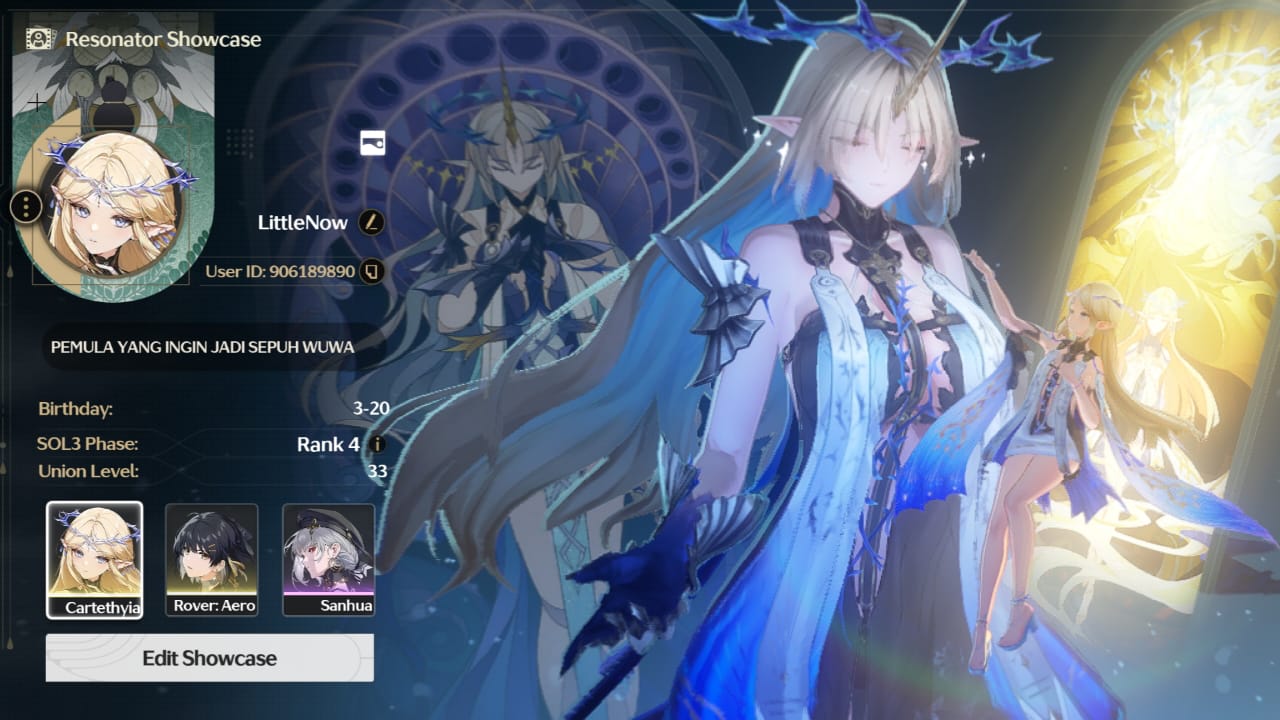 Resonator Showcase
LittleNow
User ID: 906189890
PEMULA YANG INGIN JADI SEPUH WUWA
Birthday: 3-20
SOL3 Phase: Rank 4
Union Level: 33
Cartethyia Rover: Aero Sanhua
Edit Showcase